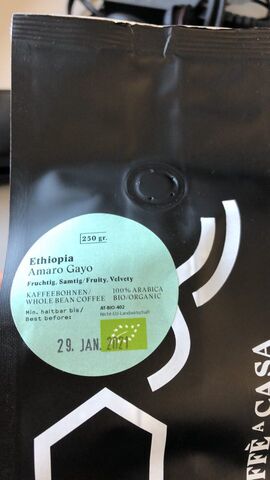 250 gr.
Ethiopia
Amaro Gayo
Fruchtig, Samtig/Fruity, Velvety
KAFFEEBOHNEN/ 100% ARABICA
WHOLE BEAN COFFEE BIO/ORGANIC
Min. haltbar bis/ AT-BIO-402
Best before: Nicht-EU-Landwirtschaft
29. JAN. 2021
FFÈ A CASA